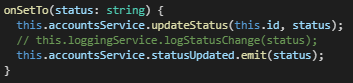 onSetTo(status: string) {
  this.accountsService.updateStatus(this.id, status);
  // this.loggingService.logStatusChange(status);
  this.accountsService.statusUpdated.emit(status);
}